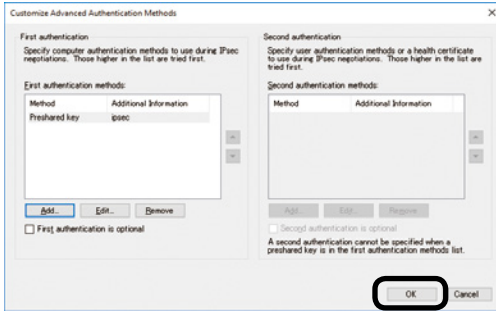 Customize Advanced Authentication Methods
First authentication
Specify computer authentication methods to use during IPsec
negotiations. Those higher in the list are tried first.
First authentication methods:
Method Additional Information
Preshared key ipsec
Add... Edit... Remove
First authentication is optional
Second authentication
Specify user authentication methods or a health certificate
to use during IPsec negotiations. Those higher in the list are
tried first.
Second authentication methods:
Method Additional Information
Add... Edit... Remove
Second authentication is optional
A second authentication cannot be specified when a
preshared key is in the first authentication methods list.
OK Cancel